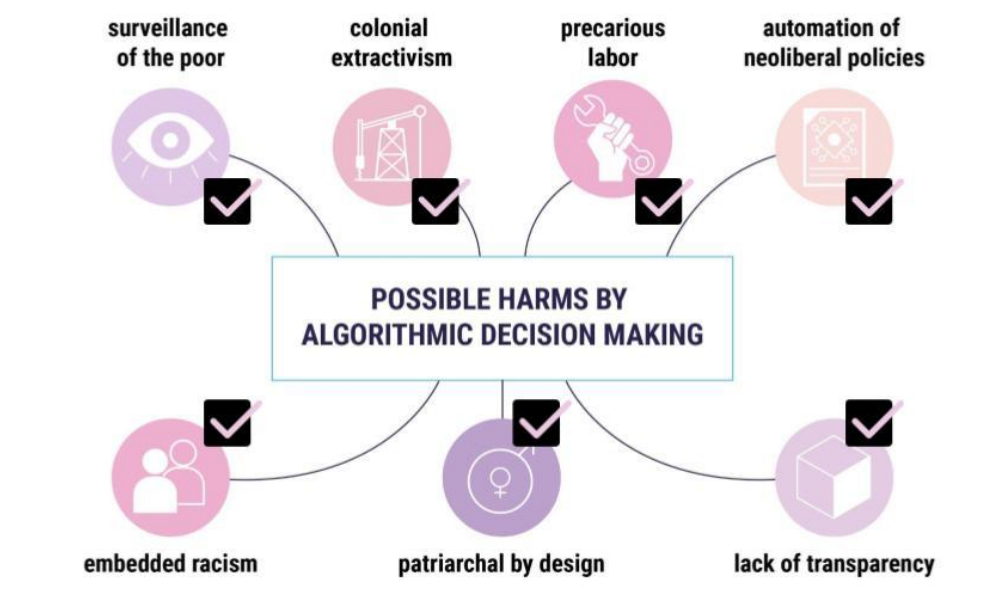 surveillance
of the poor
colonial
extractivism
precarious
labor
automation of
neoliberal policies
POSSIBLE HARMS BY
ALGORITHMIC DECISION MAKING
embedded racism
patriarchal by design
lack of transparency